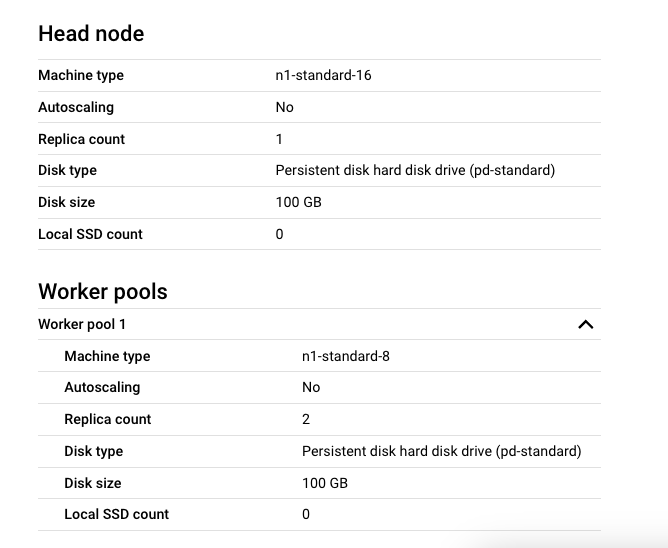 Head node
Machine type n1-standard-16
Autoscaling No
Replica count 1
Disk type Persistent disk hard disk drive (pd-standard)
Disk size 100 GB
Local SSD count 0
Worker pools
Worker pool 1
Machine type n1-standard-8
Autoscaling No
Replica count 2
Disk type Persistent disk hard disk drive (pd-standard)
Disk size 100 GB
Local SSD count 0